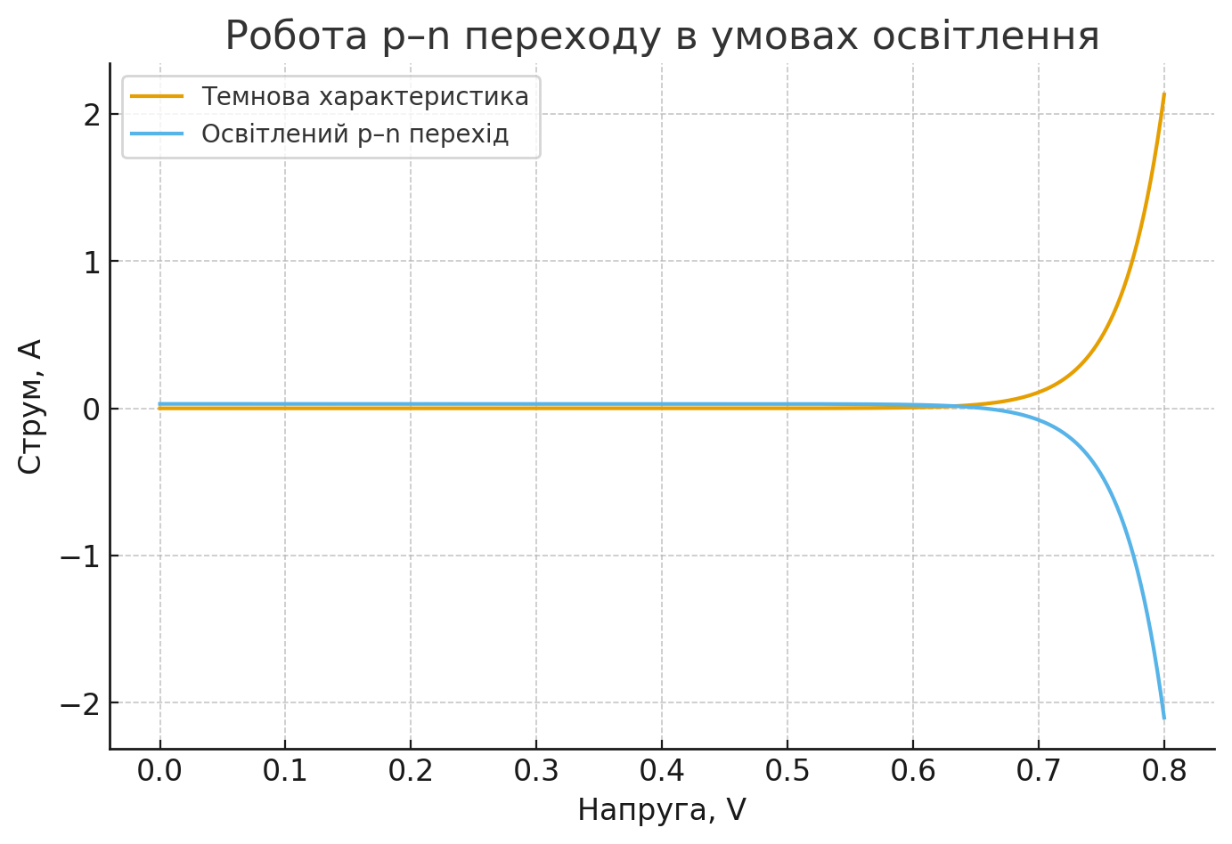 Робота p–n переходу в умовах освітлення
Темнова характеристика
Освітлений p–n перехід
Струм, А
2
1
0
−1
−2
0.0 0.1 0.2 0.3 0.4 0.5 0.6 0.7 0.8
Напруга, V